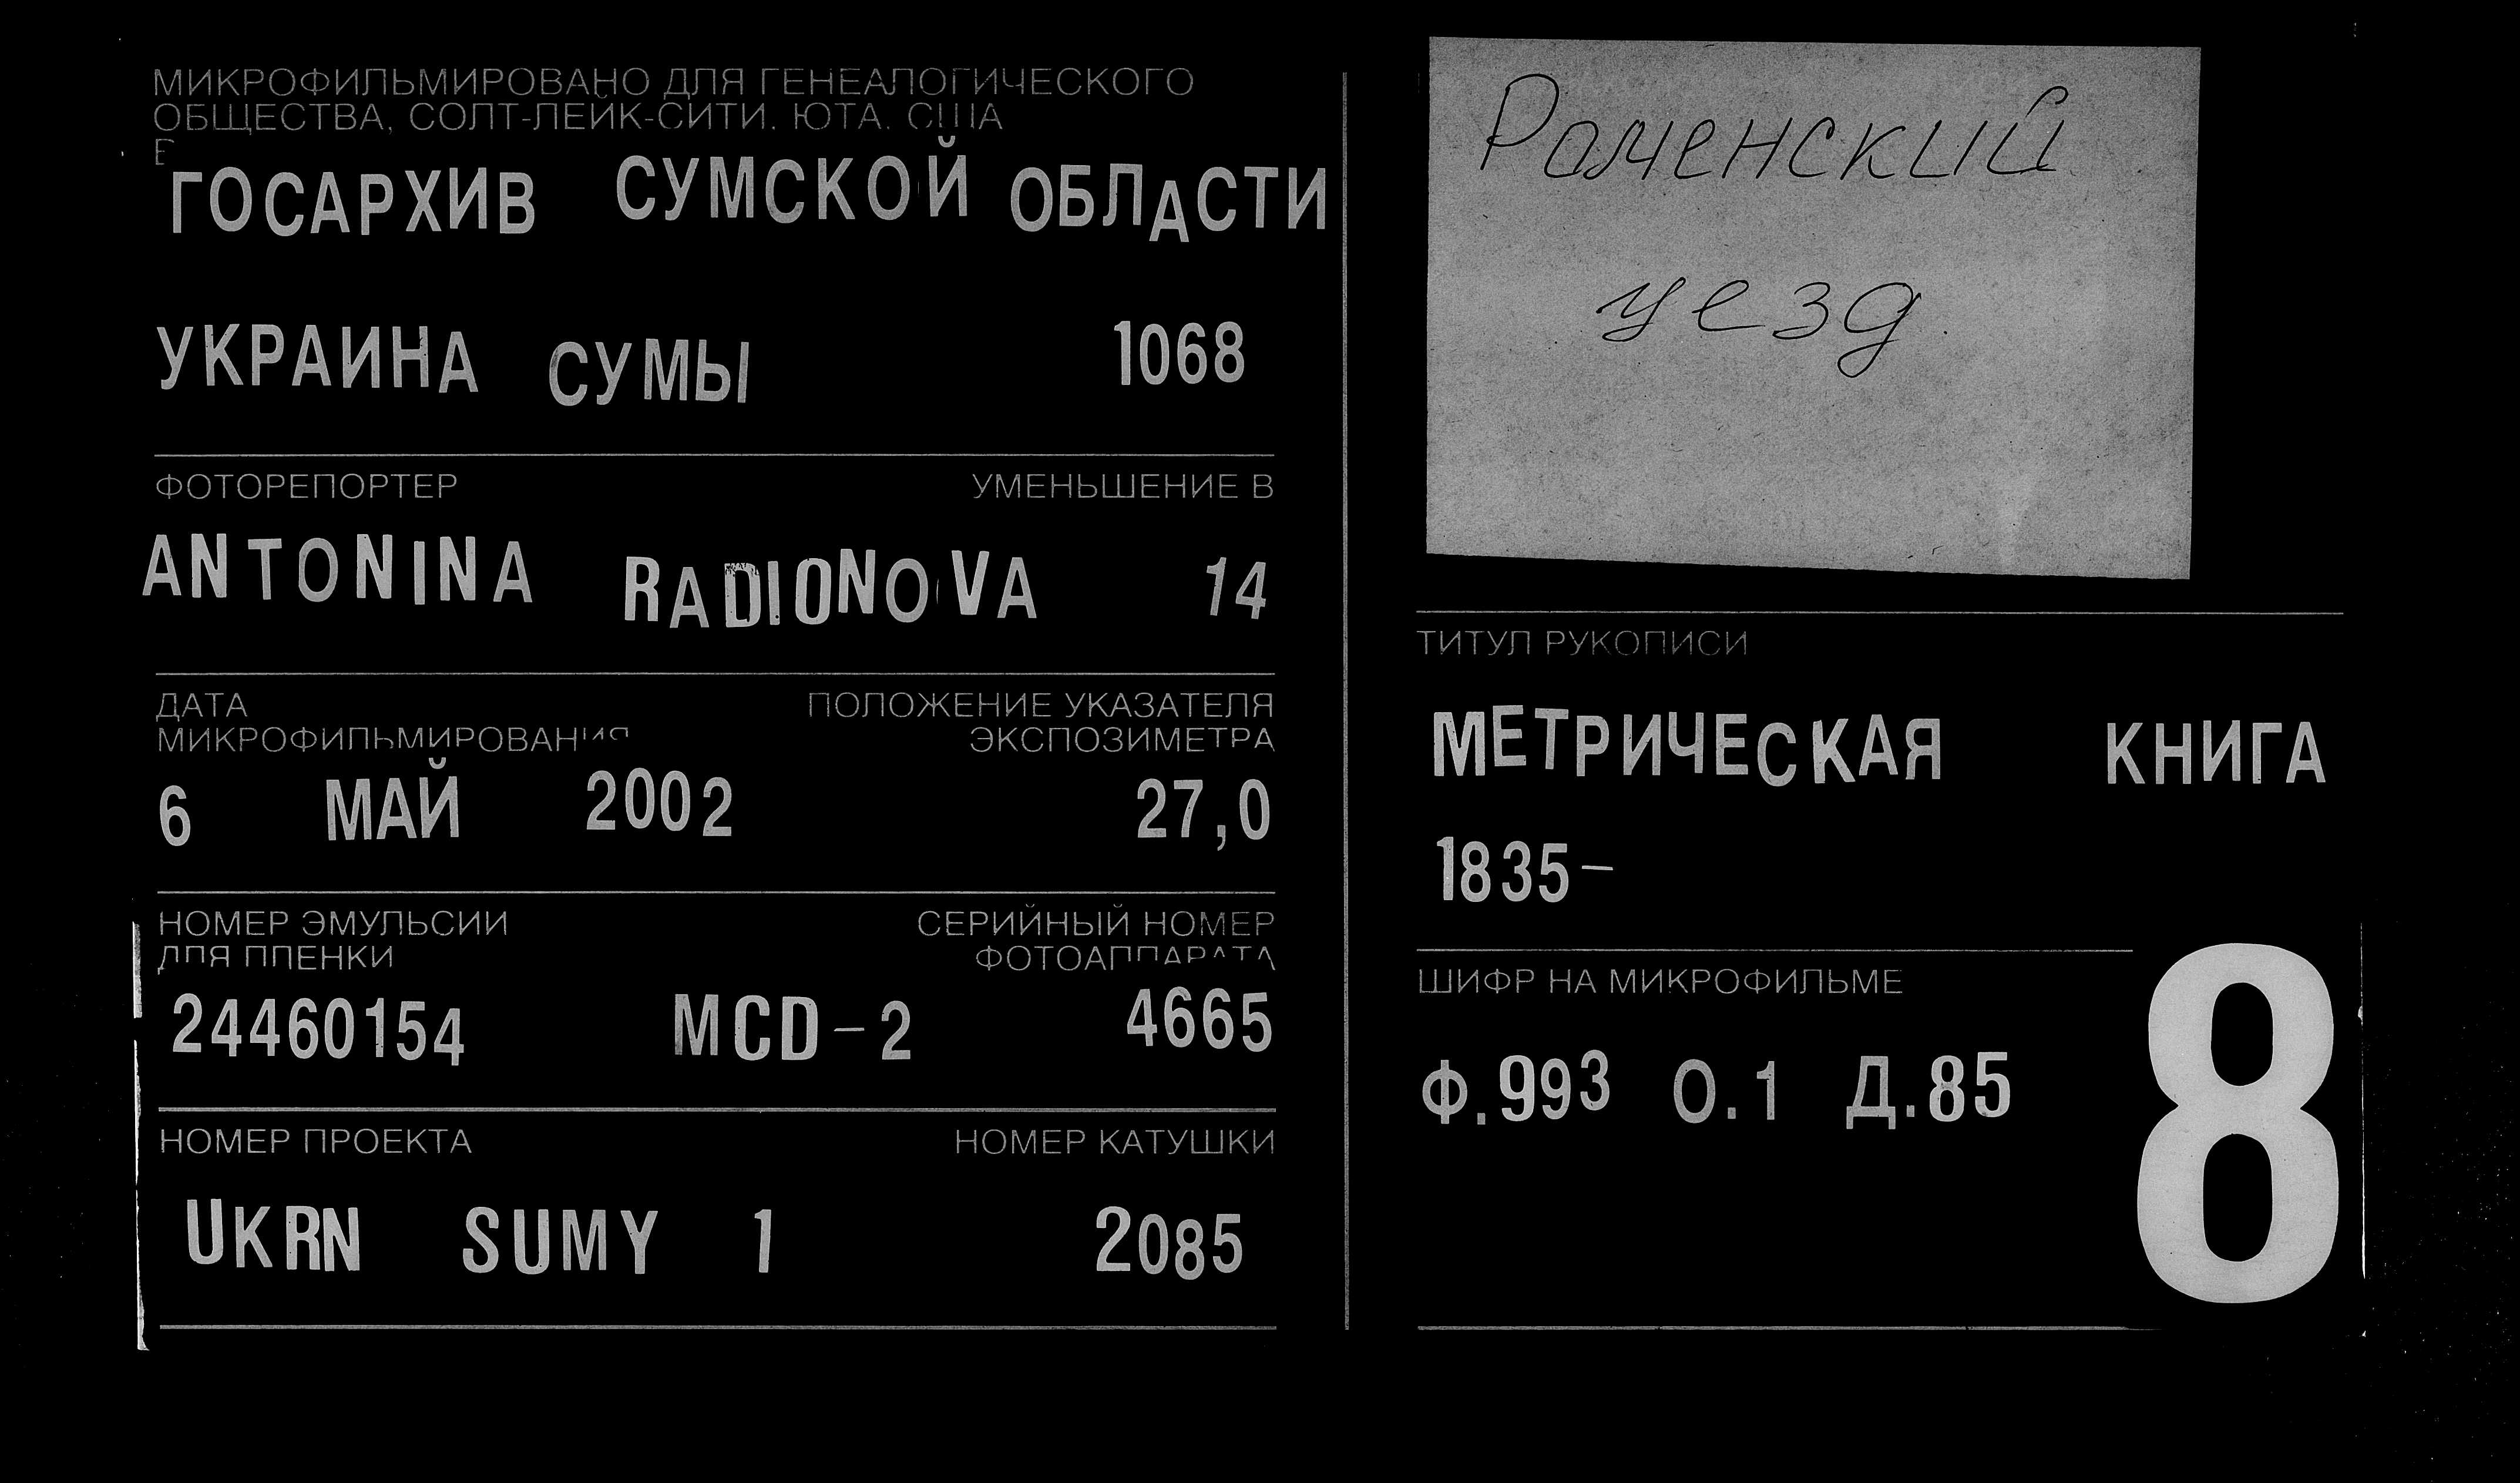 МИКРОФИЛЬМИРОВАНО ДЛЯ ГЕНЕАЛОГИЧЕСКОГО
ОБЩЕСТВА, СОЛТ-ЛЕЙК-СИТИ. ЮТА. США
В
ГОСАРХИВ СУМСКОЙ ОБЛАСТИ
УКРАИНА СУМЫ 1068
ФОТОРЕПОРТЕР УМЕНЬШЕНИЕ В
ANTONINA RADIONOVA 14
ДАТА ПОЛОЖЕНИЕ УКАЗАТЕЛЯ
МИКРОФИЛЬМИРОВАНИЯ ЭКСПОЗИМЕТРА
6 МАЙ 2002 27,0
НОМЕР ЭМУЛЬСИИ СЕРИЙНЫЙ НОМЕР
ДЛЯ ПЛЕНКИ ФОТОАППАРАТА
24460154 MCD-2 4665
НОМЕР ПРОЕКТА НОМЕР КАТУШКИ
UKRN SUMY 1 2085
Роменский
уезд
ТИТУЛ РУКОПИСИ
МЕТРИЧЕСКАЯ КНИГА
1835-
ШИФР НА МИКРОФИЛЬМЕ
Ф.993 О.1 Д.85
8